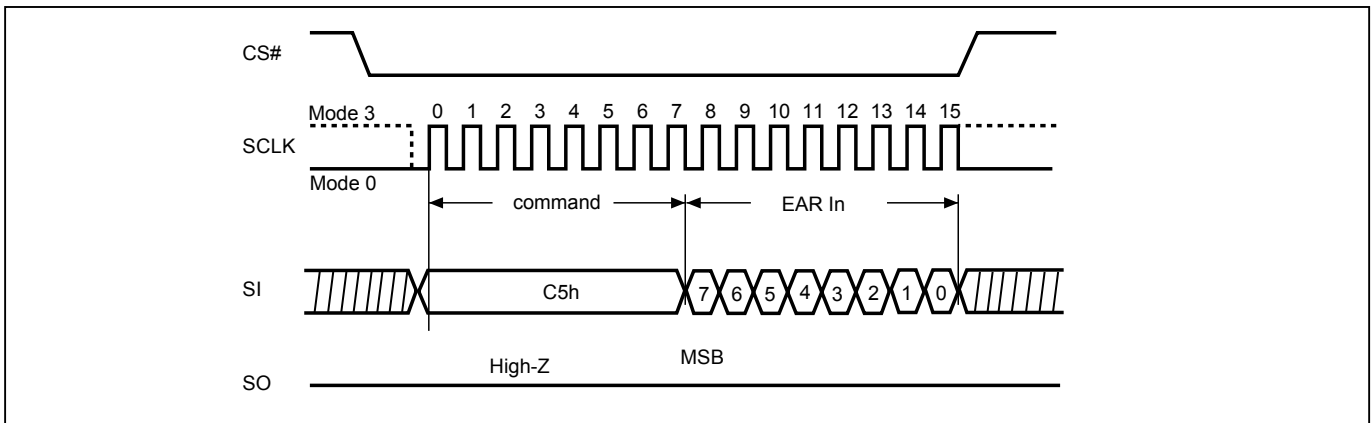 CS#
Mode 3 0 1 2 3 4 5 6 7 8 9 10 11 12 13 14 15
SCLK
Mode 0
command EAR In
SI C5h 7 6 5 4 3 2 1 0
High-Z MSB
SO